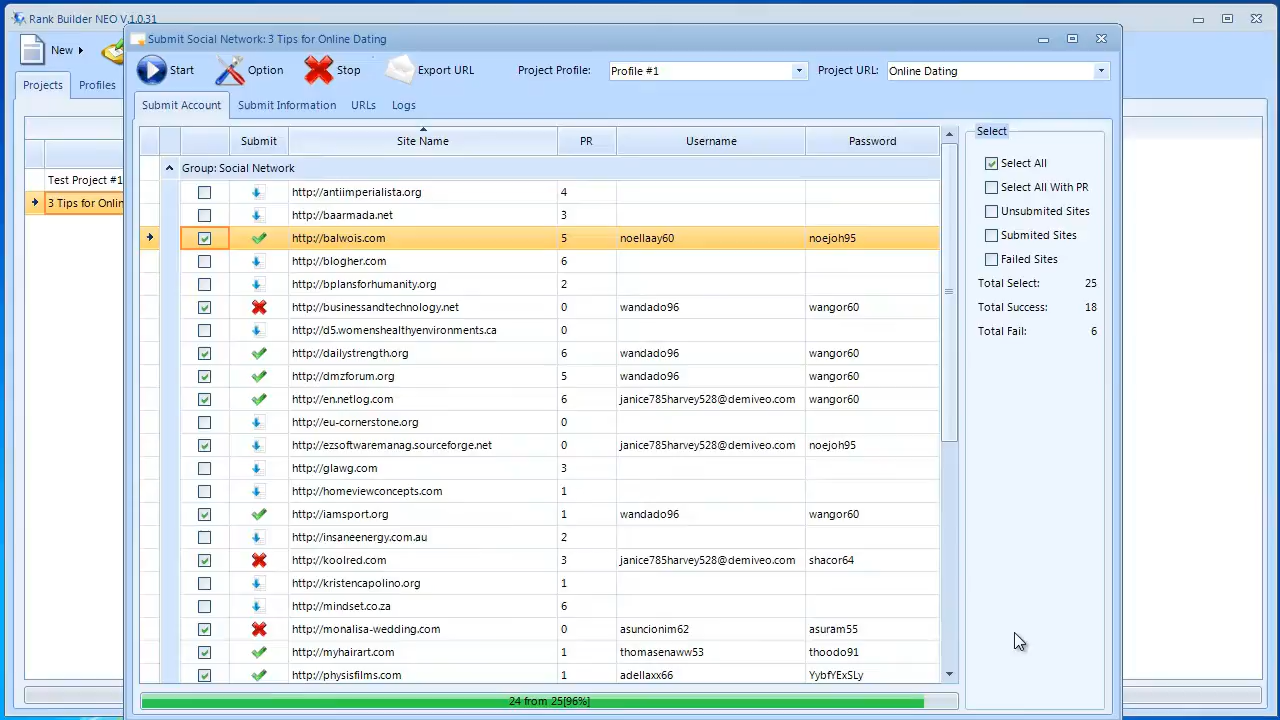 Rank Builder NEO V.1.0.31
Submit Social Network: 3 Tips for Online Dating
New
Start Option Stop Export URL Project Profile: Profile #1 Project URL: Online Dating
Projects Profiles
Submit Account Submit Information URLs Logs
Select
Submit Site Name PR Username Password
Select All
Group: Social Network
Test Project #1
Select All With PR
http://antiimperialista.org 4
3 Tips for Onlin
Unsubmited Sites
http://baarmada.net 3
Submited Sites
http://balwois.com 5 noellaay60 noejoh95
Failed Sites
http://blogher.com 6
Total Select: 25
http://bplansforhumanity.org 2
Total Success: 18
http://businessandtechnology.net 0 wandado96 wangor60
Total Fail: 6
http://d5.womenshealthyenvironments.ca 0
http://dailystrength.org 6 wandado96 wangor60
http://dmzforum.org 5 wandado96 wangor60
http://en.netlog.com 6 janice785harvey528@demiveo.com wangor60
http://eu-cornerstone.org 0
http://ezsoftwaremanag.sourceforge.net 0 janice785harvey528@demiveo.com noejoh95
http://glawg.com 3
http://homeviewconcepts.com 1
http://iamsport.org 1 wandado96 wangor60
http://insaneenergy.com.au 2
http://koolred.com 3 janice785harvey528@demiveo.com shacor64
http://kristencapolino.org 1
http://mindset.co.za 6
http://monalisa-wedding.com 0 asuncionim62 asuram55
http://myhairart.com 1 thomasenaww53 thoodo91
http://physisfilms.com 1 adellaxx66 YybfYExSLy
24 from 25[96%]